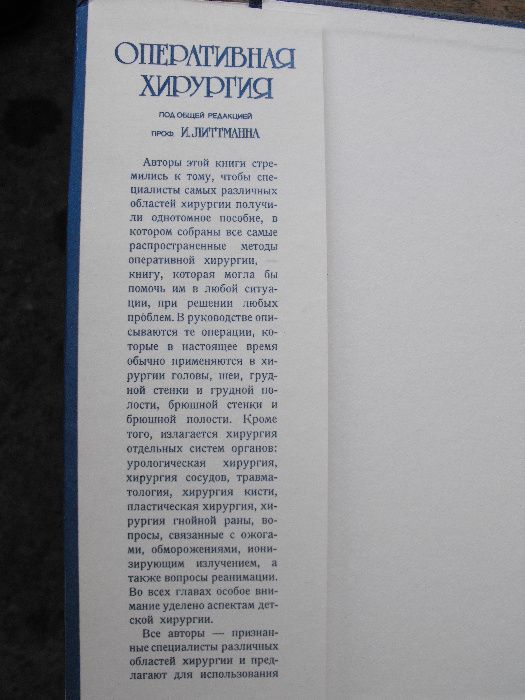 ОПЕРАТИВНАЯ
ХИРУРГИЯ
ПОД ОБЩЕЙ РЕДАКЦИЕЙ
ПРОФ И. ЛИТТМАННА
Авторы этой книги стре-
мились к тому, чтобы спе-
циалисты самых различных
областей хирургии получи-
ли однотомное пособие, в
котором собраны все самые
распространенные методы
оперативной хирургии, —
книгу, которая могла бы
помочь им в любой ситуа-
ции, при решении любых
проблем. В руководстве опи-
сываются те операции, ко-
торые в настоящее время
обычно применяются в хи-
рургии головы, шеи, груд-
ной стенки и грудной по-
лости, брюшной стенки и
брюшной полости. Кроме
того, излагается хирургия
отдельных систем органов:
урологическая хирургия,
хирургия сосудов, травма-
тология, хирургия кисти,
пластическая хирургия, хи-
рургия гнойной раны, во-
просы, связанные с ожога-
ми, обморожениями, иони-
зирующим излучением, а
также вопросы реанимации.
Во всех главах особое вни-
мание уделено аспектам дет-
ской хирургии.
Все авторы — признан-
ные специалисты различных
областей хирургии и пред-
лагают для использования